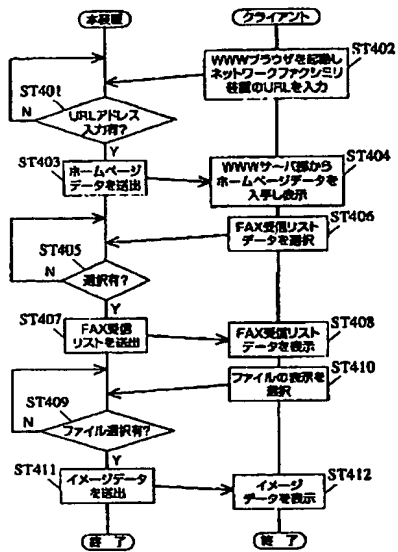 本装置
クライアント
ST402
WWWブラウザを起動し
ネットワークファクシミリ
装置のURLを入力
ST401
URLアドレス
入力有?
N
Y
ST403
ホームページ
データを送出
ST404
WWWサーバ部から
ホームページデータを
入手し表示
ST406
FAX受信リスト
データを選択
ST405
選択有?
N
Y
ST407
FAX受信
リストを送出
ST408
FAX受信リスト
データを表示
ST410
ファイルの表示を
選択
ST409
ファイル選択有?
N
Y
ST411
イメージデータ
を送出
ST412
イメージ
データを表示
終了
終了